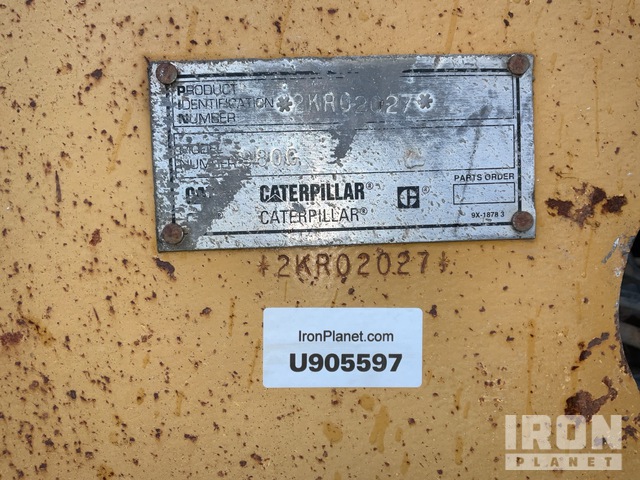 PRODUCT
IDENTIFICATION
NUMBER
*2KR02027*
MODEL
NUMBER
CATERPILLAR®
CATERPILLAR®
PARTS ORDER
9X-1878 3
*2KR02027*
IronPlanet.com
U905597
IRON
PLANET